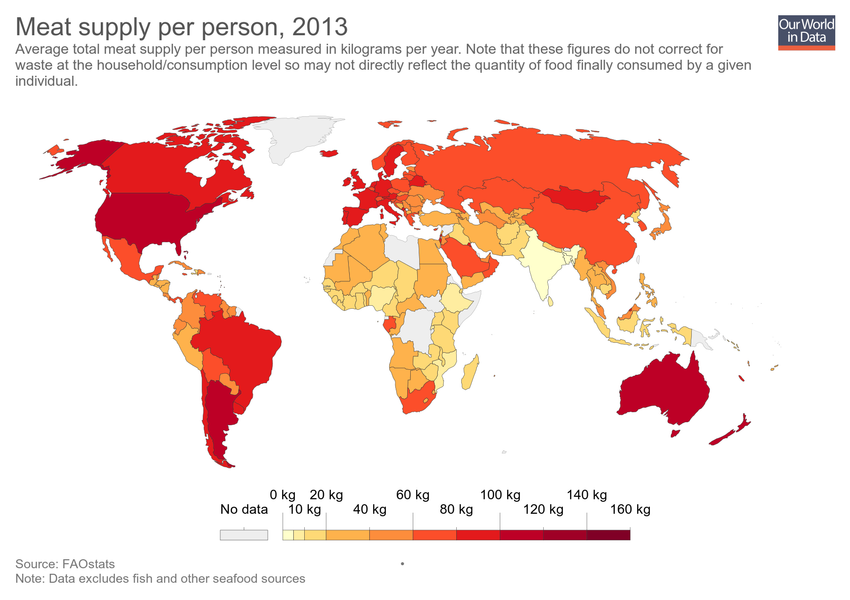 Meat supply per person, 2013
Our World
in Data
Average total meat supply per person measured in kilograms per year. Note that these figures do not correct for
waste at the household/consumption level so may not directly reflect the quantity of food finally consumed by a given
individual.
0 kg 20 kg 60 kg 100 kg 140 kg
No data 10 kg 40 kg 80 kg 120 kg 160 kg
Source: FAOstats
Note: Data excludes fish and other seafood sources